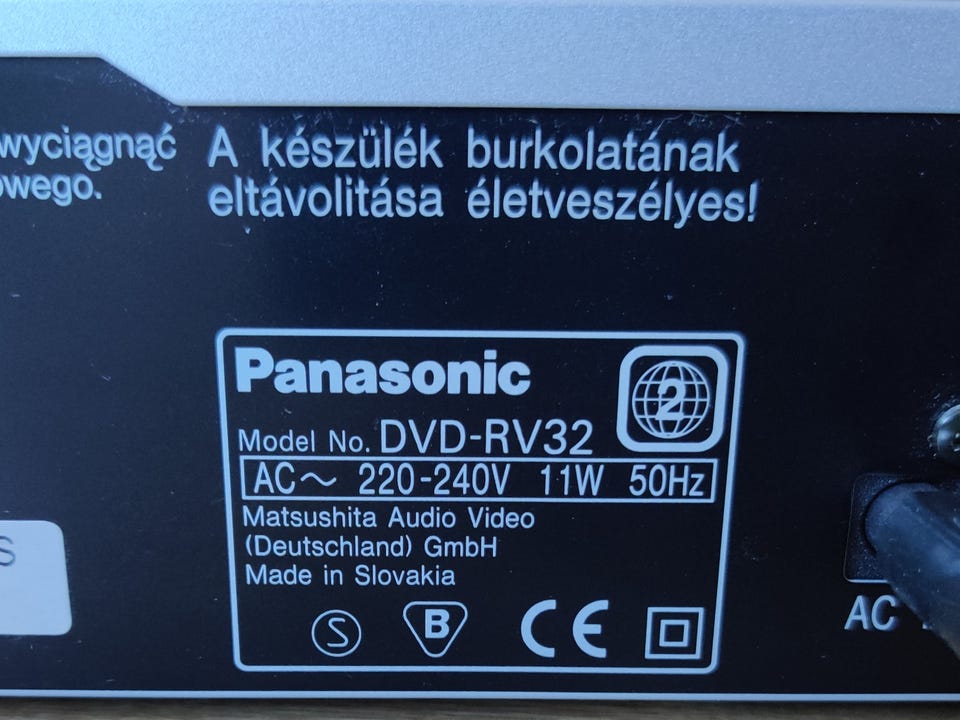 wyciągnąć
owego.
A készülék burkolatának
eltávolitása életveszélyes!
Panasonic
2
Model No. DVD-RV32
AC～ 220-240V 11W 50Hz
Matsushita Audio Video
(Deutschland) GmbH
Made in Slovakia
S
S
B
CE
AC